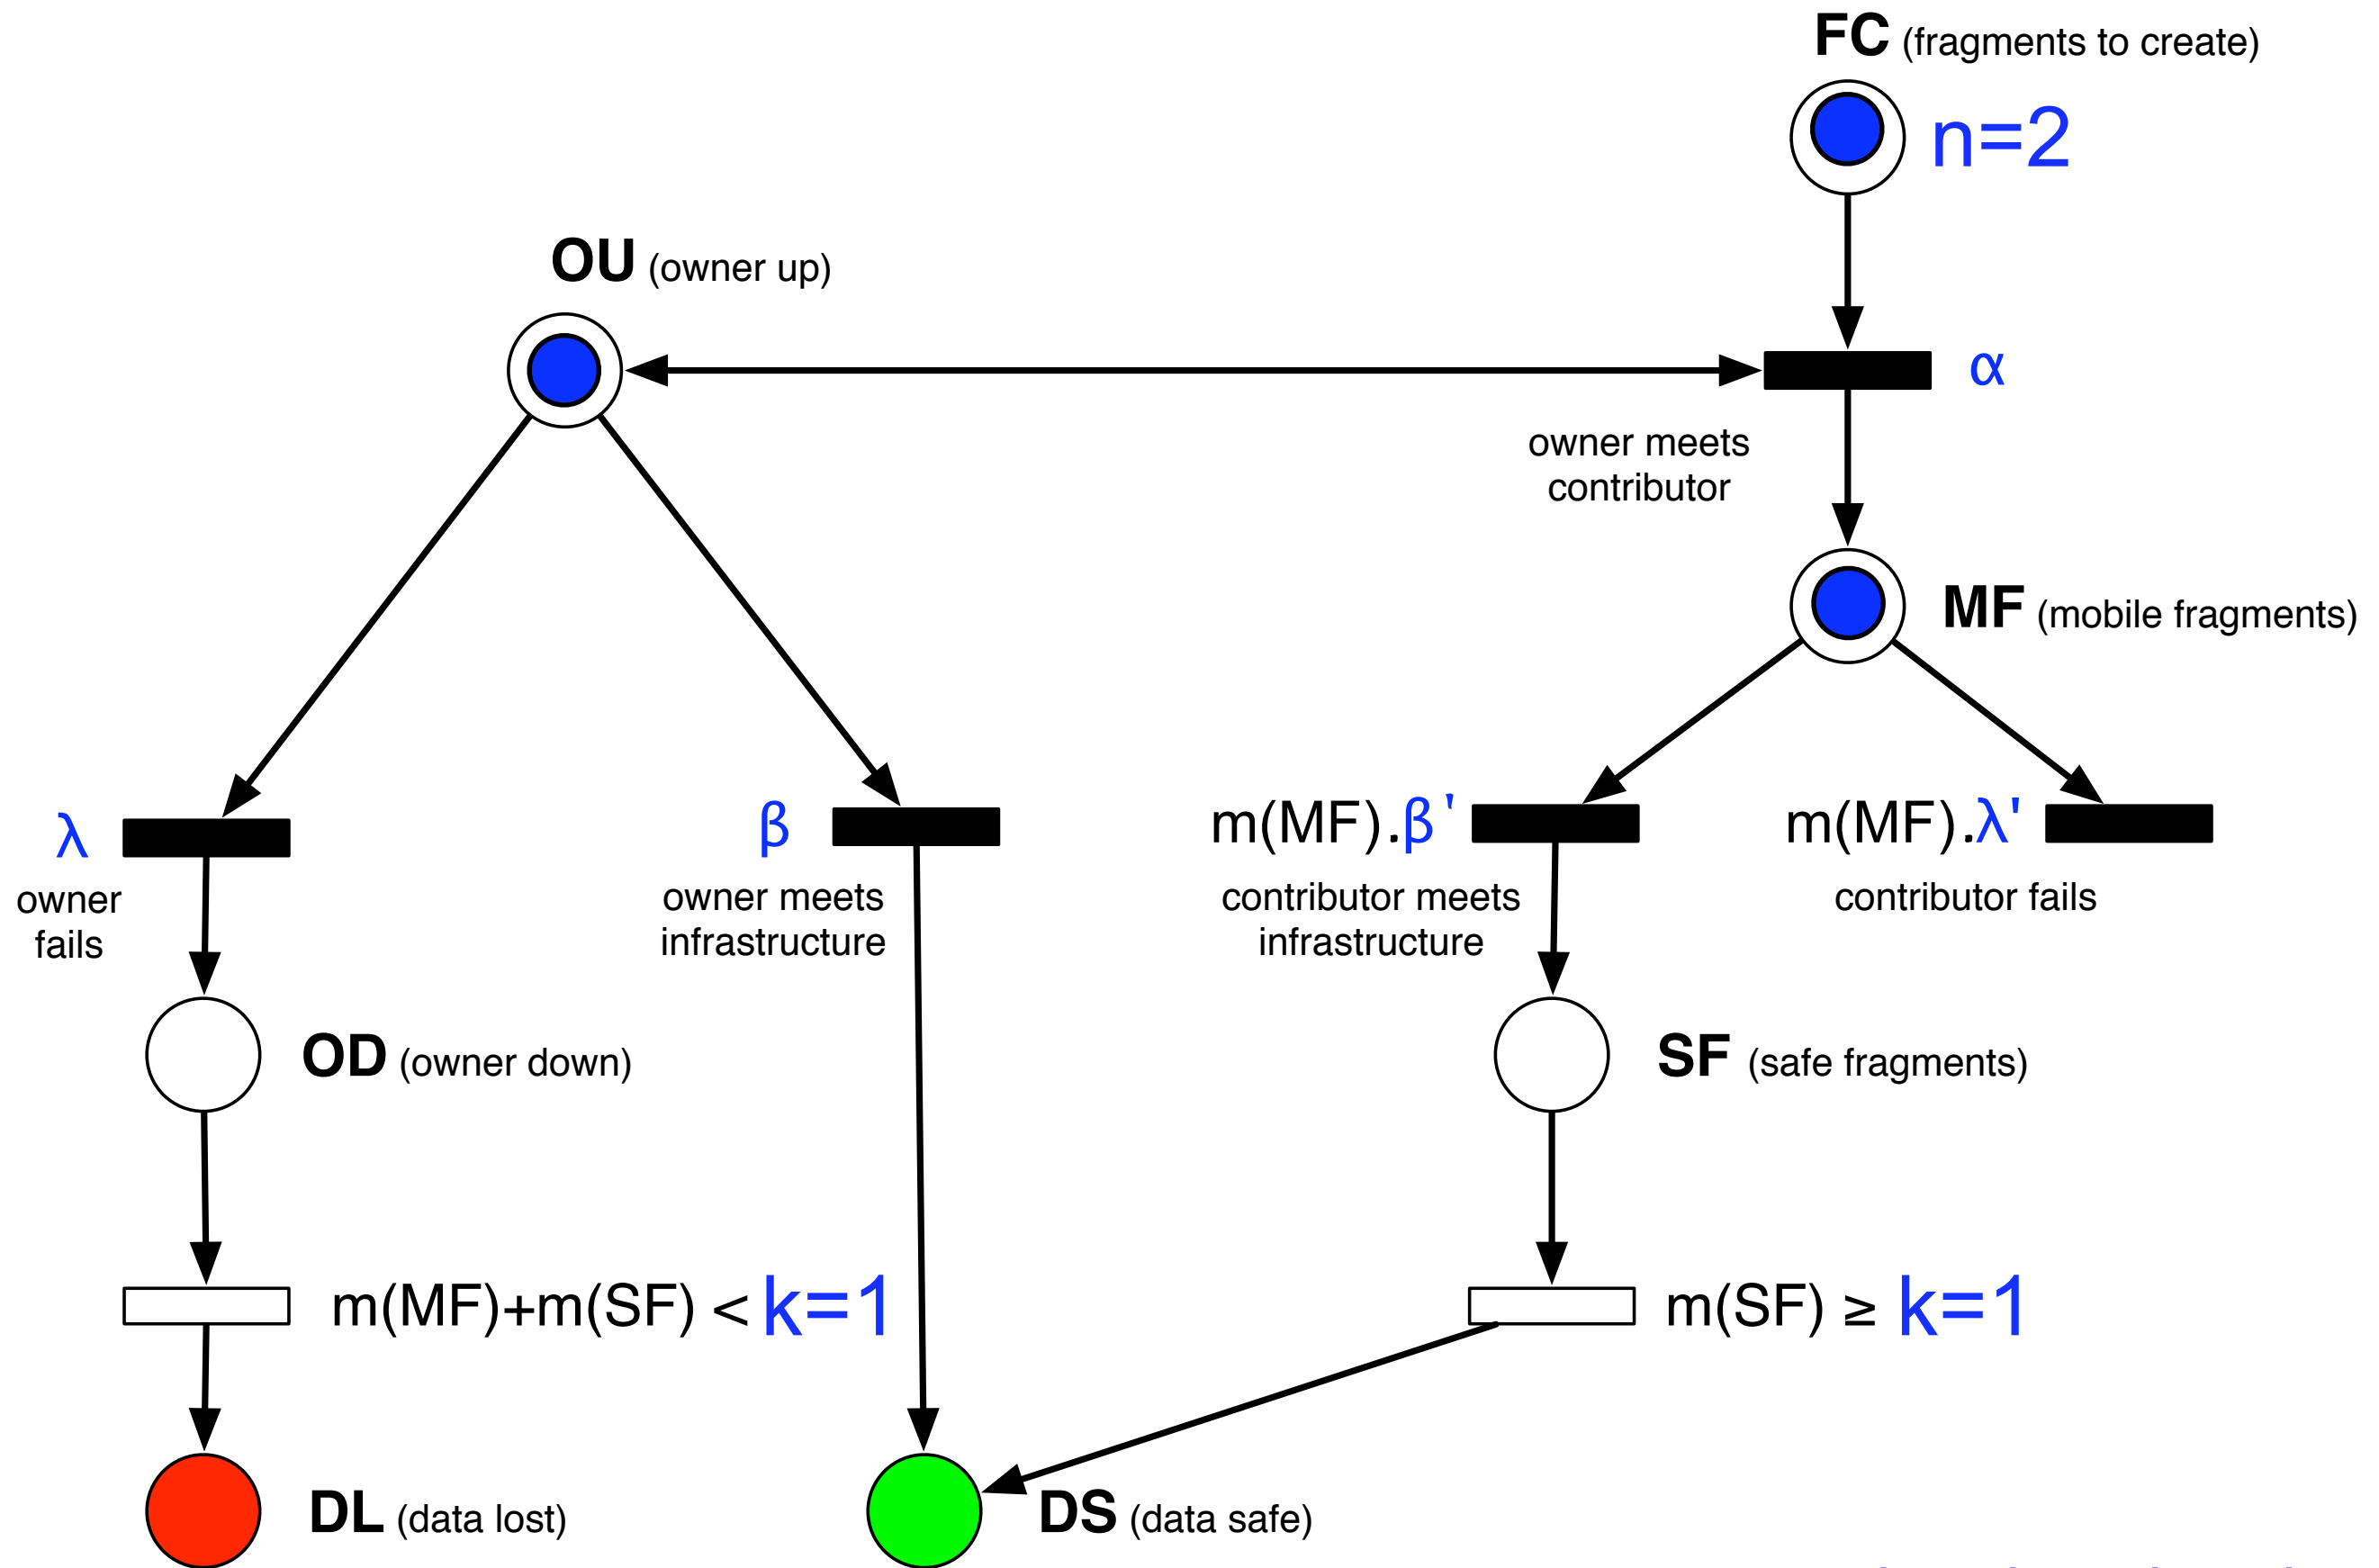 FC (fragments to create)
n=2
OU (owner up)
α
owner meets
contributor
MF (mobile fragments)
λ
owner
fails
β
owner meets
infrastructure
m(MF).β'
contributor meets
infrastructure
m(MF).λ'
contributor fails
OD (owner down)
SF (safe fragments)
m(MF)+m(SF) < k=1
m(SF) ≥ k=1
DL (data lost)
DS (data safe)